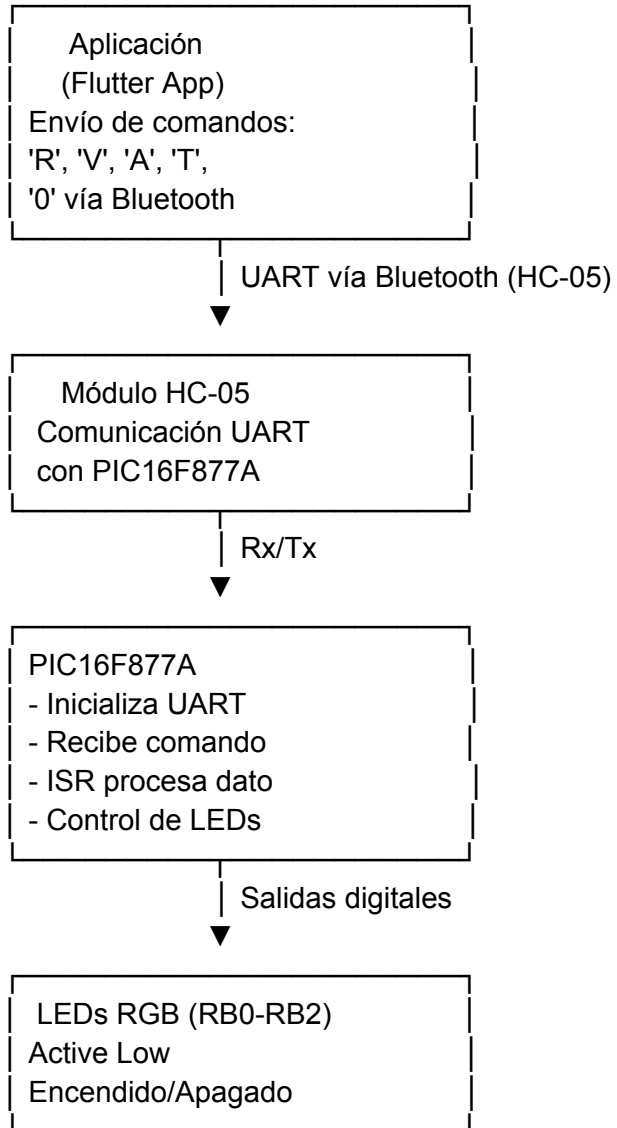 Aplicación
(Flutter App)
Envío de comandos:
'R', 'V', 'A', 'T',
'0' vía Bluetooth
UART vía Bluetooth (HC-05)
Módulo HC-05
Comunicación UART
con PIC16F877A
Rx/Tx
PIC16F877A
- Inicializa UART
- Recibe comando
- ISR procesa dato
- Control de LEDs
Salidas digitales
LEDs RGB (RB0-RB2)
Active Low
Encendido/Apagado